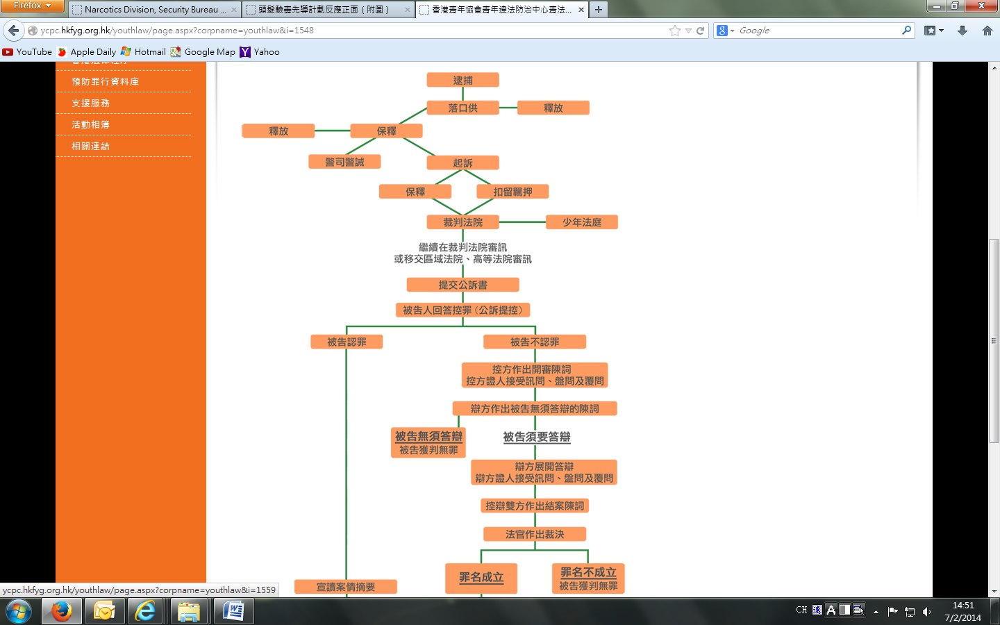 Firefox
Narcotics Division, Security Bureau ...
頭髮驗毒先導計劃反應正面（附圖）
香港青年協會青年違法防治中心青法...
ycpc.hkfyg.org.hk/youthlaw/page.aspx?corpname=youthlaw&i=1548
Google
YouTube
Apple Daily
Hotmail
Google Map
Yahoo
預防罪行資料庫
支援服務
活動相簿
相關連結
逮捕
落口供
釋放
釋放
保釋
警司警誡
起訴
保釋
扣留羈押
裁判法院
少年法庭
繼續在裁判法院審訊
或移交區域法院、高等法院審訊
提交公訴書
被告人回答控罪（公訴提控）
被告認罪
被告不認罪
控方作出開審陳詞
控方證人接受訊問、盤問及覆問
辯方作出被告無須答辯的陳詞
被告無須答辯
被告獲判無罪
被告須要答辯
辯方展開答辯
辯方證人接受訊問、盤問及覆問
控辯雙方作出結案陳詞
法官作出裁決
罪名成立
罪名不成立
被告獲判無罪
宣讀案情摘要
ycpc.hkfyg.org.hk/youthlaw/page.aspx?corpname=youthlaw&i=1559
CH
速
A
14:51
7/2/2014